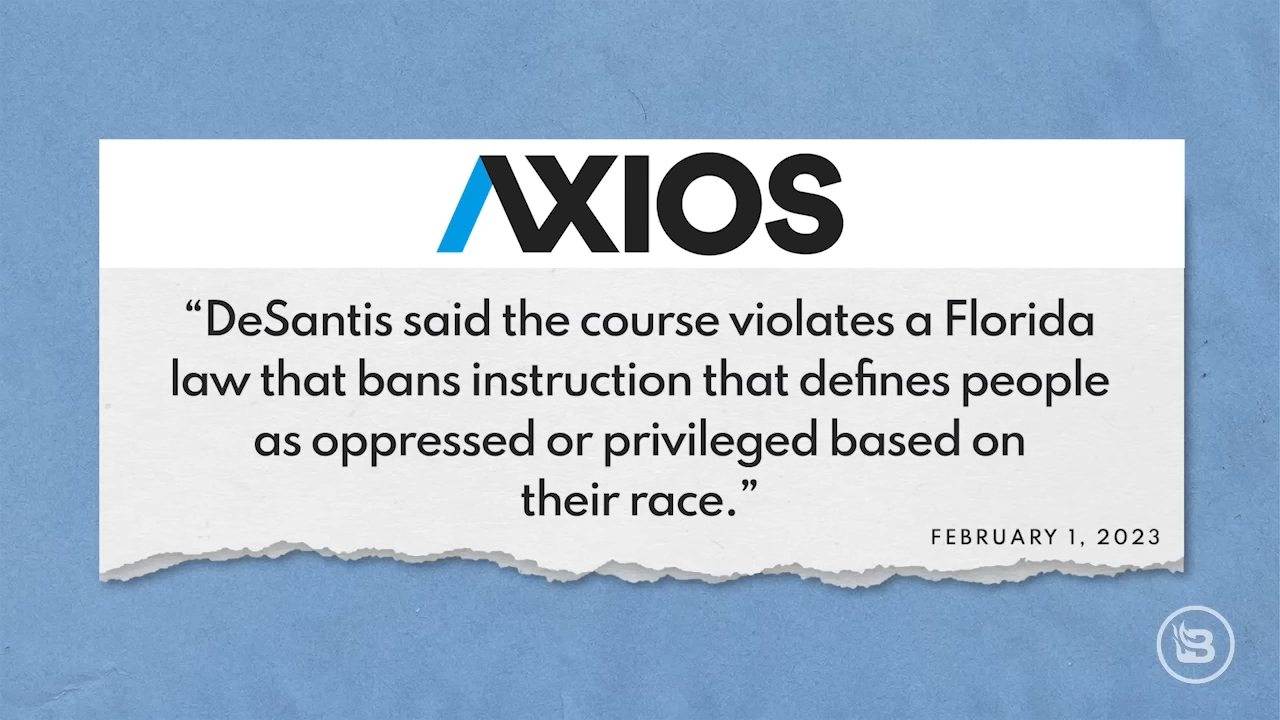 AXIOS
“DeSantis said the course violates a Florida
law that bans instruction that defines people
as oppressed or privileged based on
their race.”
FEBRUARY 1, 2023
B